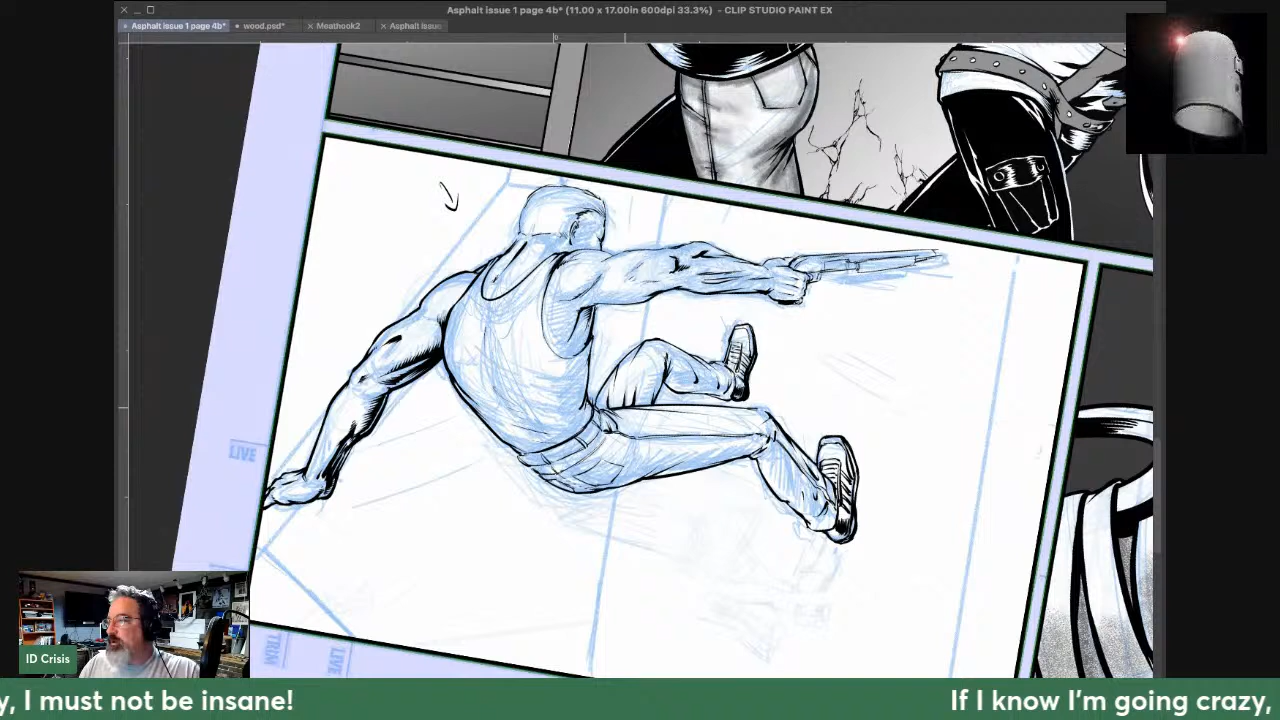 Asphalt issue 1 page 4b* (11.00 x 17.00in 600dpi 33.3%) - CLIP STUDIO PAINT EX
Asphalt issue 1 page 4b* wood.psd* Meathook2 Asphalt issue
0
LIVE
ID Crisis
TRIM
LIVE
y, I must not be insane! If I know I'm going crazy,